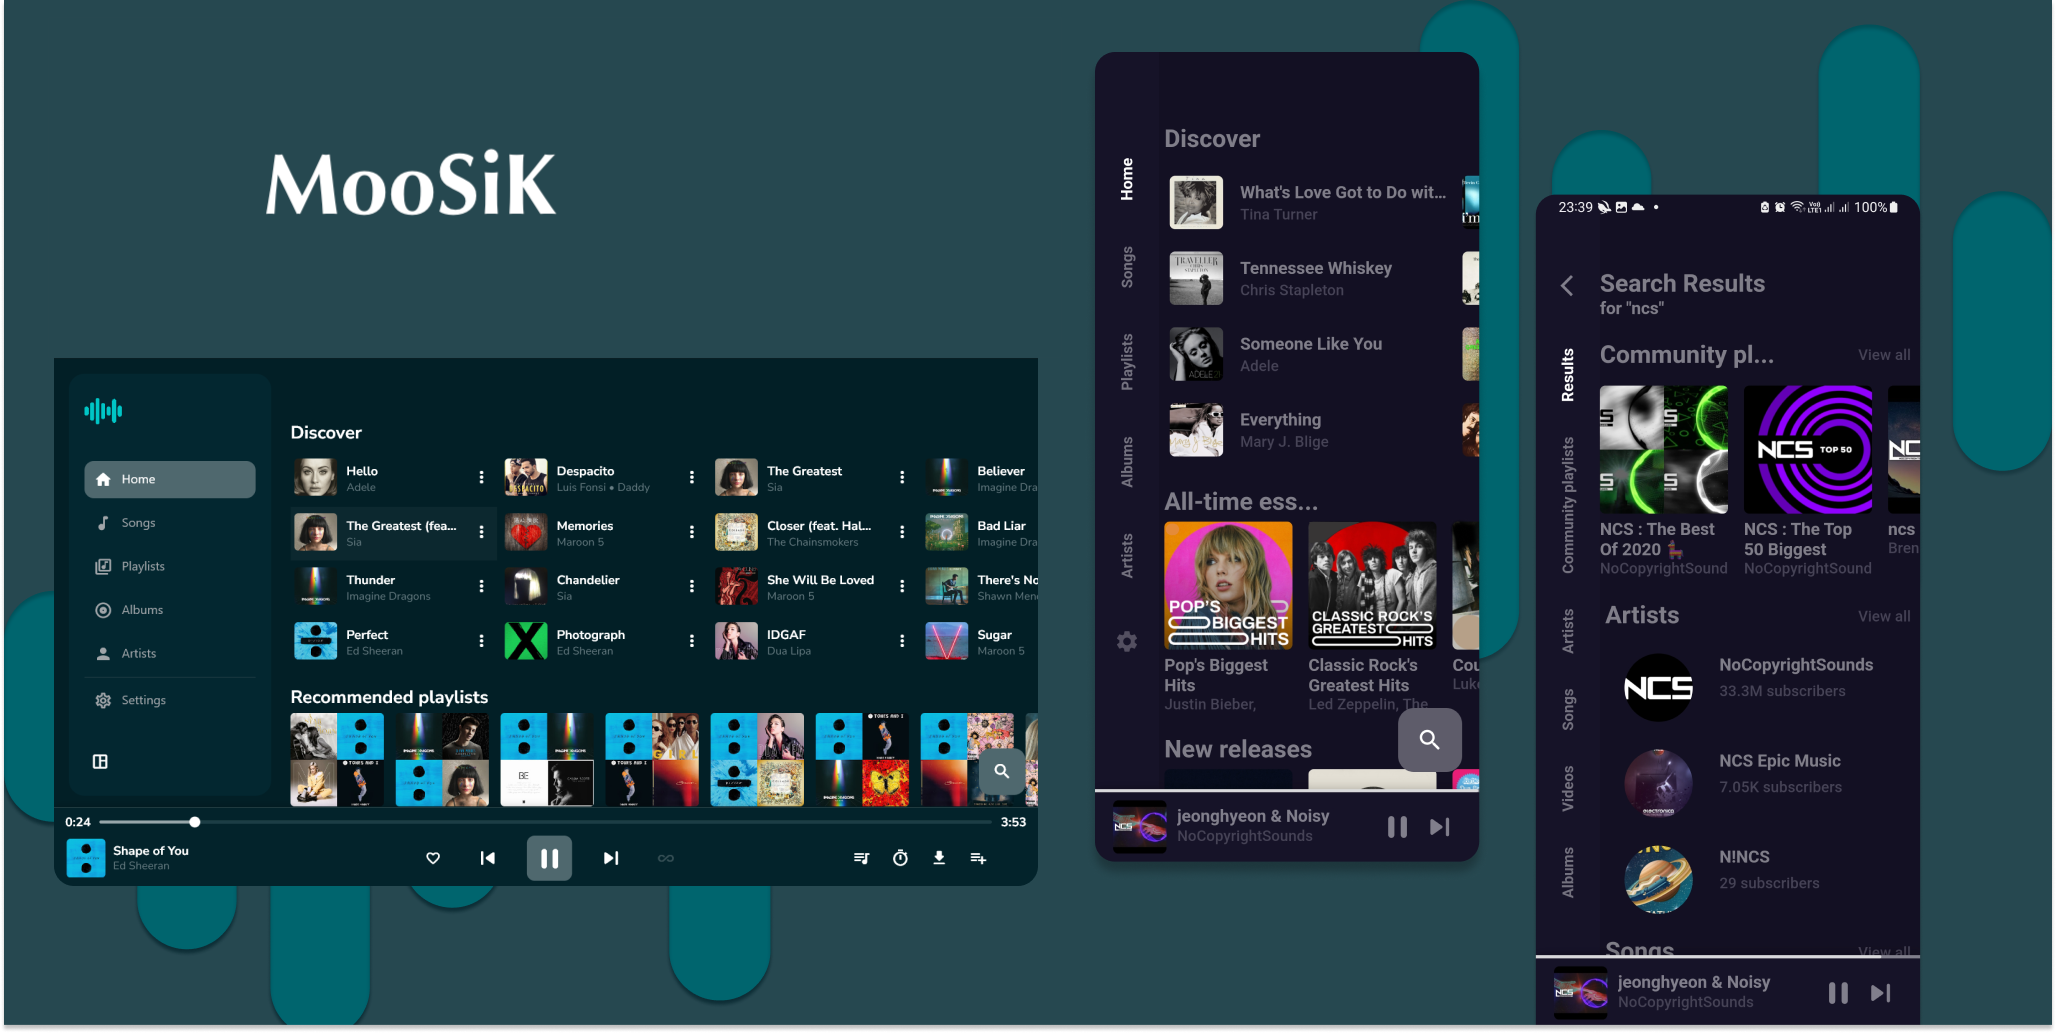 MooSiK
Home
Songs
Playlists
Albums
Artists
Settings
Discover
Hello
Adele
Despacito
Luis Fonsi • Daddy
The Greatest
Sia
Believer
Imagine Dra
The Greatest (fea...
Sia
Memories
Maroon 5
Closer (feat. Hal...
The Chainsmokers
Bad Liar
Imagine Dra
Thunder
Imagine Dragons
Chandelier
Sia
She Will Be Loved
Maroon 5
There's No
Shawn Men
Perfect
Ed Sheeran
Photograph
Ed Sheeran
IDGAF
Dua Lipa
Sugar
Maroon 5
Recommended playlists
0:24
3:53
Shape of You
Ed Sheeran
Home
Songs
Playlists
Albums
Artists
Discover
What's Love Got to Do wit...
Tina Turner
Tennessee Whiskey
Chris Stapleton
Someone Like You
Adele
Everything
Mary J. Blige
All-time ess...
POP'S
BIGGEST
HITS
CLASSIC ROCK'S
GREATEST
HITS
Pop's Biggest
Hits
Justin Bieber,
Classic Rock's
Greatest Hits
Led Zeppelin, The
Cou
Luke
New releases
jeonghyeon & Noisy
NoCopyrightSounds
23:39
100%
Search Results
for "ncs"
Results
Community playlists
Artists
Songs
Videos
Albums
Community pl...
View all
NCS TOP 50
NC
NCS : The Best
Of 2020
NoCopyrightSound
NCS : The Top
50 Biggest
NoCopyrightSound
ncs
Bren
Artists
View all
NCS
NoCopyrightSounds
33.3M subscribers
NCS Epic Music
7.05K subscribers
N!NCS
29 subscribers
Songs
View all
jeonghyeon & Noisy
NoCopyrightSounds